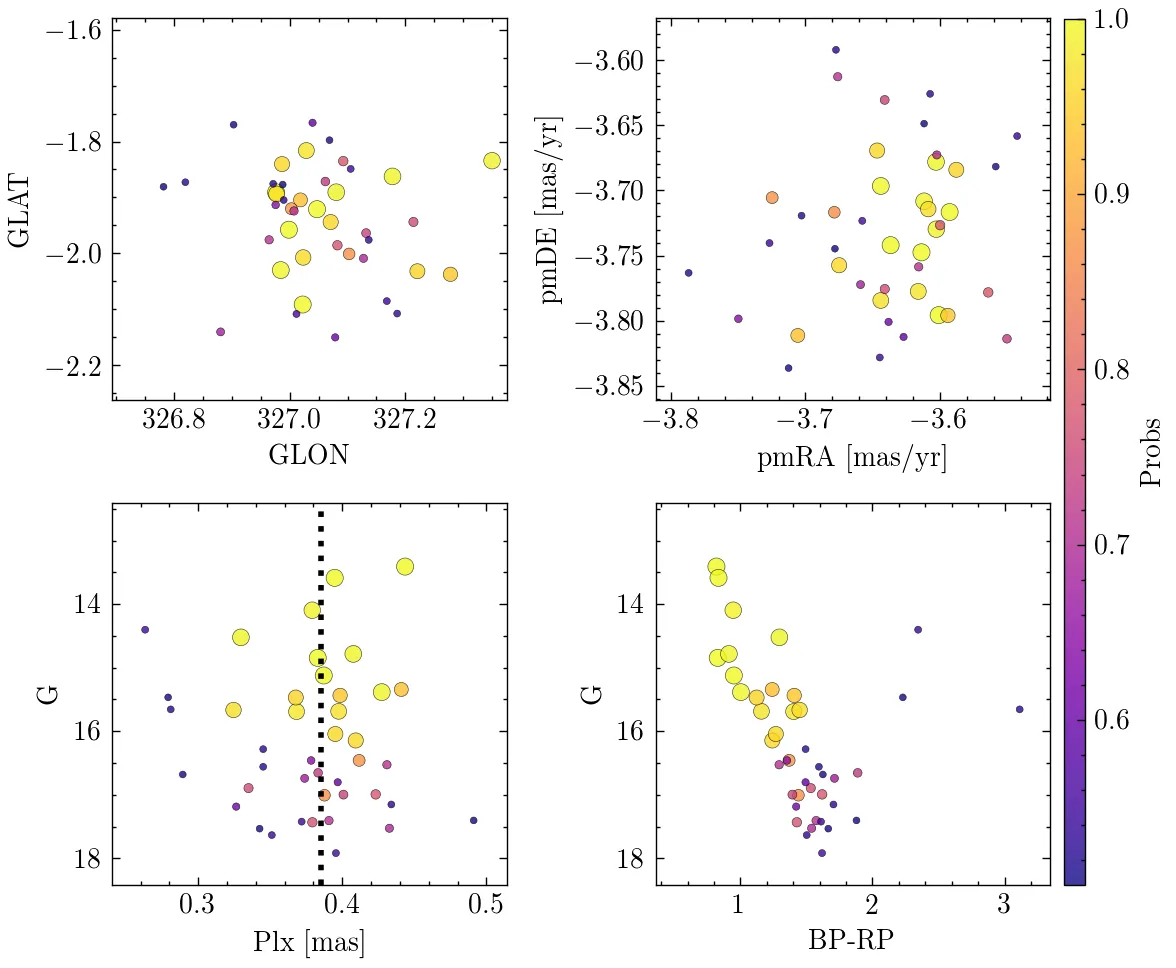 −1.6
−1.8
−2.0
−2.2
GLAT
326.8 327.0 327.2
GLON
−3.60
−3.65
−3.70
−3.75
−3.80
−3.85
pmDE [mas/yr]
−3.8 −3.7 −3.6
pmRA [mas/yr]
1.0
0.9
0.8
0.7
0.6
Probs
14
16
18
G
0.3 0.4 0.5
Plx [mas]
14
16
18
G
1 2 3
BP-RP